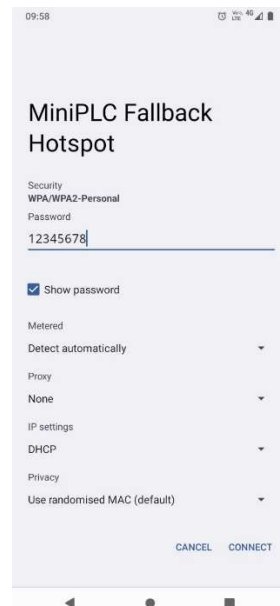 09:58
4G
MiniPLC Fallback
Hotspot
Security
WPA/WPA2-Personal
Password
12345678
Show password
Metered
Detect automatically
Proxy
None
IP settings
DHCP
Privacy
Use randomised MAC (default)
CANCEL CONNECT